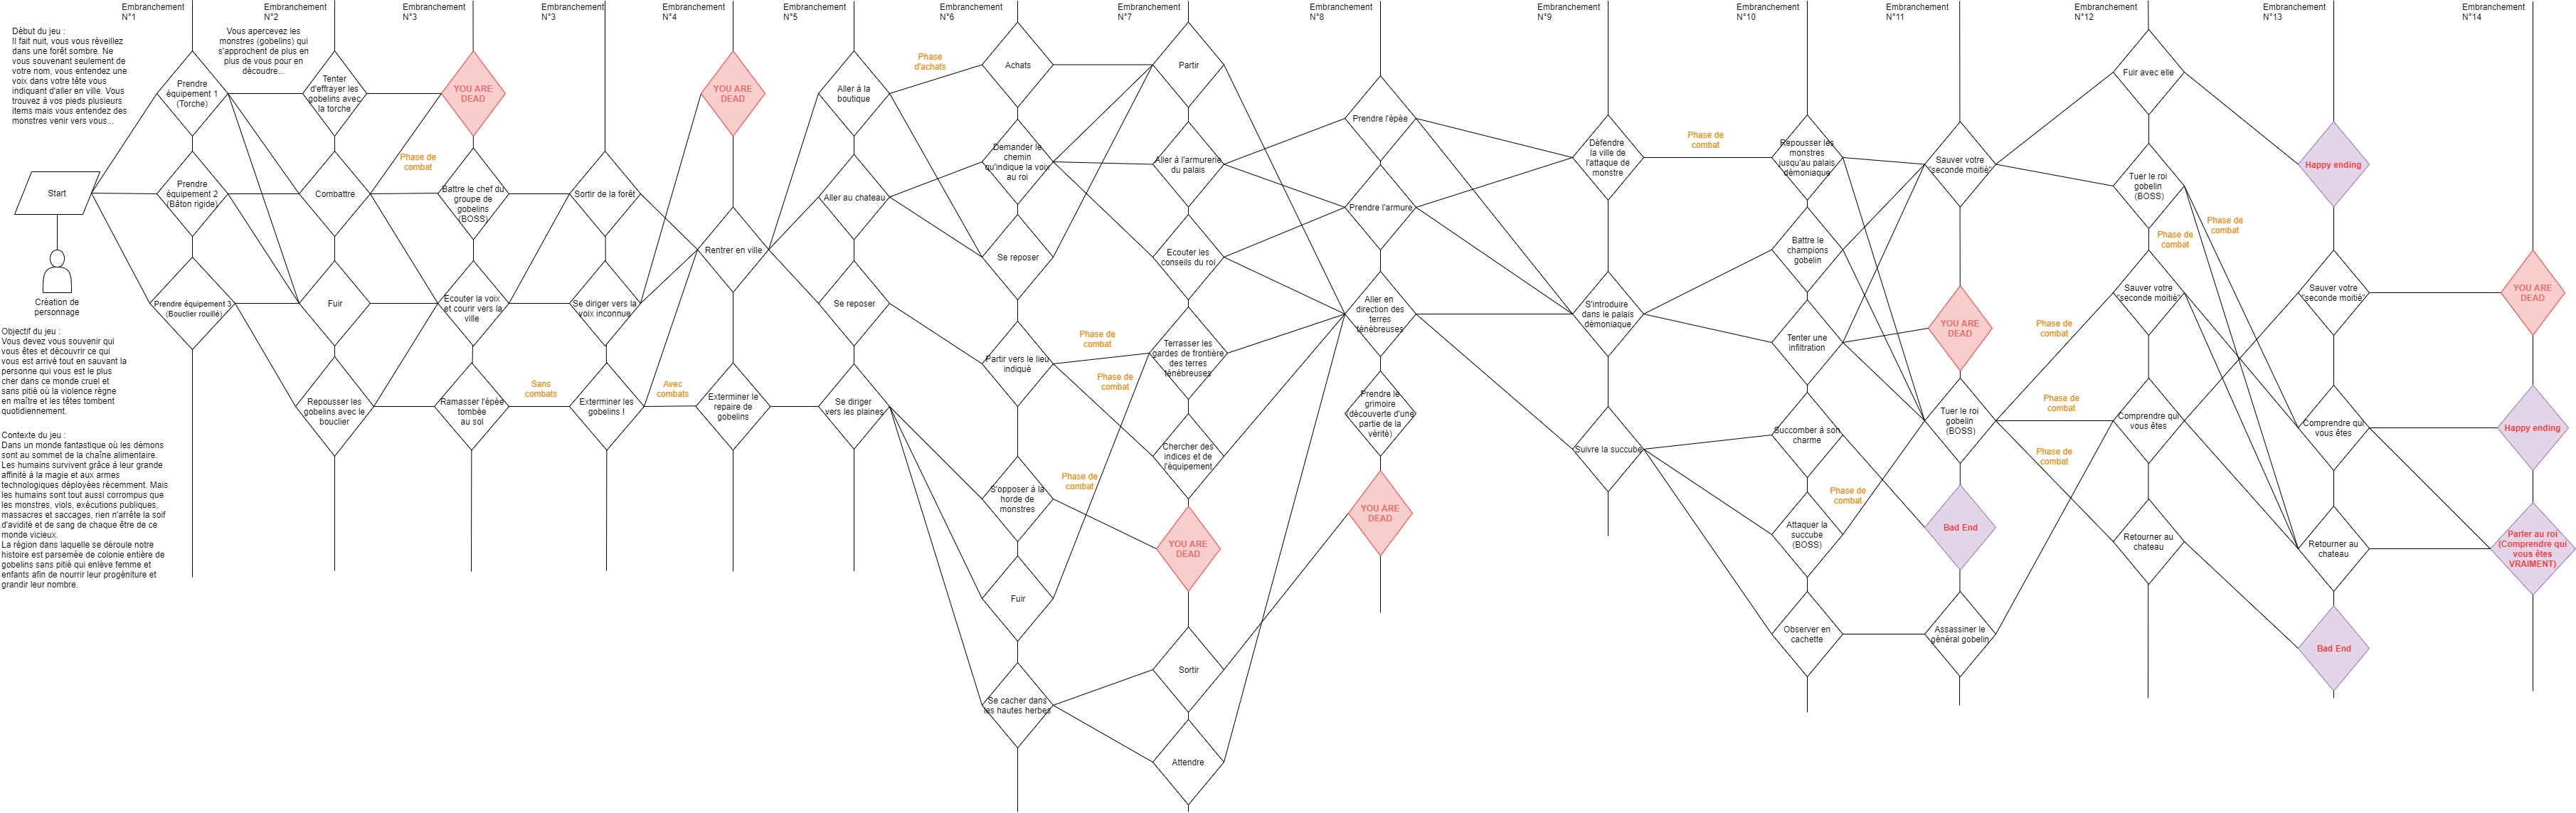 Embranchement
N°1
Embranchement
N°2
Embranchement
N°3
Embranchement
N°3
Embranchement
N°4
Embranchement
N°5
Embranchement
N°6
Embranchement
N°7
Embranchement
N°8
Embranchement
N°9
Embranchement
N°10
Embranchement
N°11
Embranchement
N°12
Embranchement
N°13
Embranchement
N°14
Début du jeu :
Il fait nuit, vous vous réveillez
dans une forêt sombre. Ne
vous souvenant seulement de
votre nom, vous entendez une
voix dans votre tête vous
indiquant d'aller en ville. Vous
trouvez à vos pieds plusieurs
items mais vous entendez des
monstres venir vers vous...
Start
Création de
personnage
Objectif du jeu :
Vous devez vous souvenir qui
vous êtes et découvrir ce qui
vous est arrivé tout en sauvant la
personne qui vous est le plus
cher dans ce monde cruel et
sans pitié où la violence règne
en maître et les têtes tombent
quotidiennement.
Contexte du jeu :
Dans un monde fantastique où les démons
sont au sommet de la chaîne alimentaire.
Les humains survivent grâce à leur grande
affinité à la magie et aux armes
technologiques déployées récemment. Mais
les humains sont tout aussi corrompus que
les monstres, viols, exécutions publiques,
massacres et saccages, rien n'arrête la soif
d'avidité et de sang de chaque être de ce
monde vicieux.
La région dans laquelle se déroule notre
histoire est parsemée de colonie entière de
gobelins sans pitié qui enlève femme et
enfants afin de nourrir leur progéniture et
grandir leur nombre.
Prendre
équipement 1
(Torche)
Prendre
équipement 2
(Bâton rigide)
Prendre équipement 3
(Bouclier rouillé)
Vous apercevez les
monstres (gobelins) qui
s'approchent de plus en
plus de vous pour en
découdre...
Tenter
d'effrayer les
gobelins avec
la torche
Combattre
Fuir
Repousser les
gobelins avec le
bouclier
YOU ARE
DEAD
Phase de
combat
Battre le chef du
groupe de
gobelins
(BOSS)
Ecouter la voix
et courir vers la
ville
Ramasser l'épée
tombée
au sol
Sans
combats
Sortir de la forêt
Se diriger vers la
voix inconnue
Exterminer les
gobelins !
Avec
combats
YOU ARE
DEAD
Rentrer en ville
Exterminer le
repaire de
gobelins
Aller à la
boutique
Aller au chateau
Se reposer
Se diriger
vers les plaines
Phase
d'achats
Achats
Demander le
chemin
qu'indique la voix
au roi
Se reposer
Partir vers le lieu
indiqué
S'opposer à la
horde de
monstres
Fuir
Se cacher dans
les hautes herbes
Phase de
combat
Phase de
combat
Phase de
combat
Partir
Aller à l'armurerie
du palais
Ecouter les
conseils du roi
Terrasser les
gardes de frontière
des terres
ténébreuses
Chercher des
indices et de
l'équipement
YOU ARE
DEAD
Sortir
Attendre
Prendre l'épée
Prendre l'armure
Aller en
direction des
terres
ténébreuses
Prendre le
grimoire
(découverte d'une
partie de la
vérité)
YOU ARE
DEAD
Défendre
la ville de
l'attaque de
monstre
S'introduire
dans le palais
démoniaque
Suivre la succube
Phase de
combat
Repousser les
monstres
jusqu'au palais
démoniaque
Battre le
champions
gobelin
Tenter une
infiltration
Succomber à son
charme
Phase de
combat
Attaquer la
succube
(BOSS)
Observer en
cachette
Sauver votre
"seconde moitié"
YOU ARE
DEAD
Tuer le roi
gobelin
(BOSS)
Bad End
Assassiner le
général gobelin
Phase de
combat
Phase de
combat
Phase de
combat
Fuir avec elle
Tuer le roi
gobelin
(BOSS)
Sauver votre
"seconde moitié"
Comprendre qui
vous êtes
Retourner au
chateau
Phase de
combat
Phase de
combat
Happy ending
Sauver votre
"seconde moitié"
Comprendre qui
vous êtes
Retourner au
chateau
Bad End
YOU ARE
DEAD
Happy ending
Parler au roi
(Comprendre qui
vous êtes
VRAIMENT)